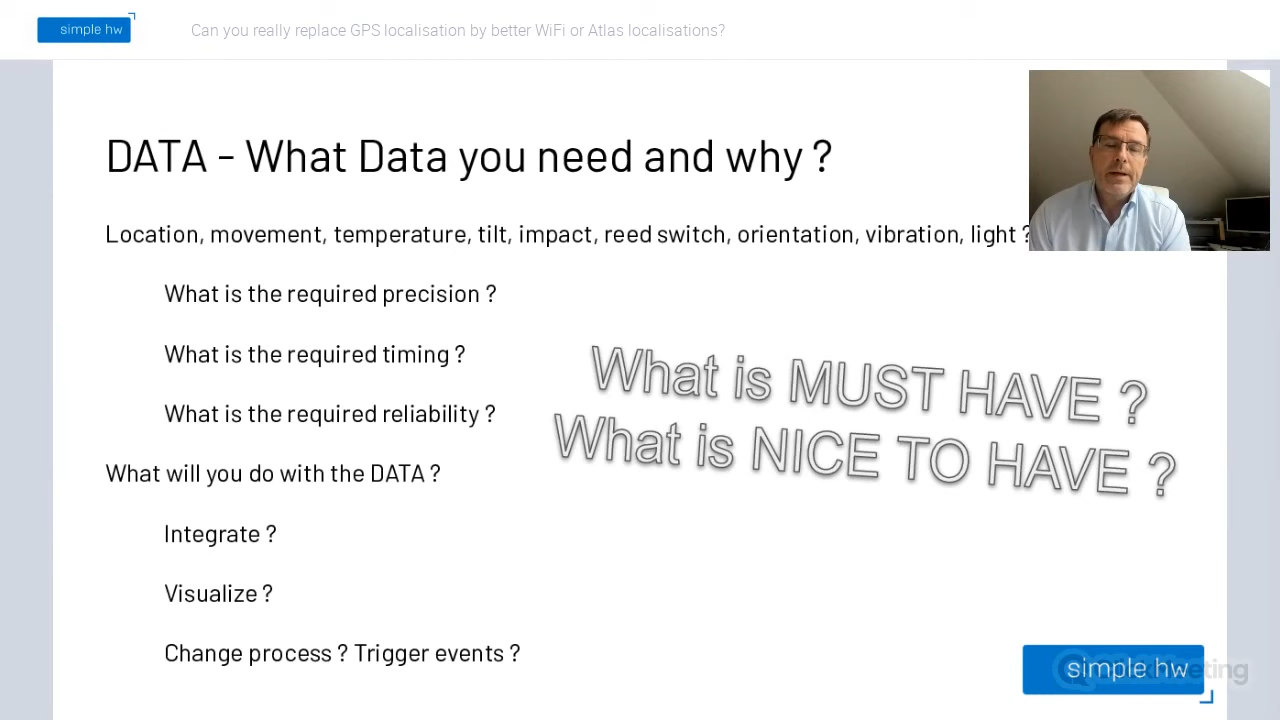 simple hw
Can you really replace GPS localisation by better WiFi or Atlas localisations?
DATA - What Data you need and why ?
Location, movement, temperature, tilt, impact, reed switch, orientation, vibration, light ?
What is the required precision ?
What is the required timing ?
What is the required reliability ?
What is MUST HAVE ?
What is NICE TO HAVE ?
What will you do with the DATA ?
Integrate ?
Visualize ?
Change process ? Trigger events ?
simple hw